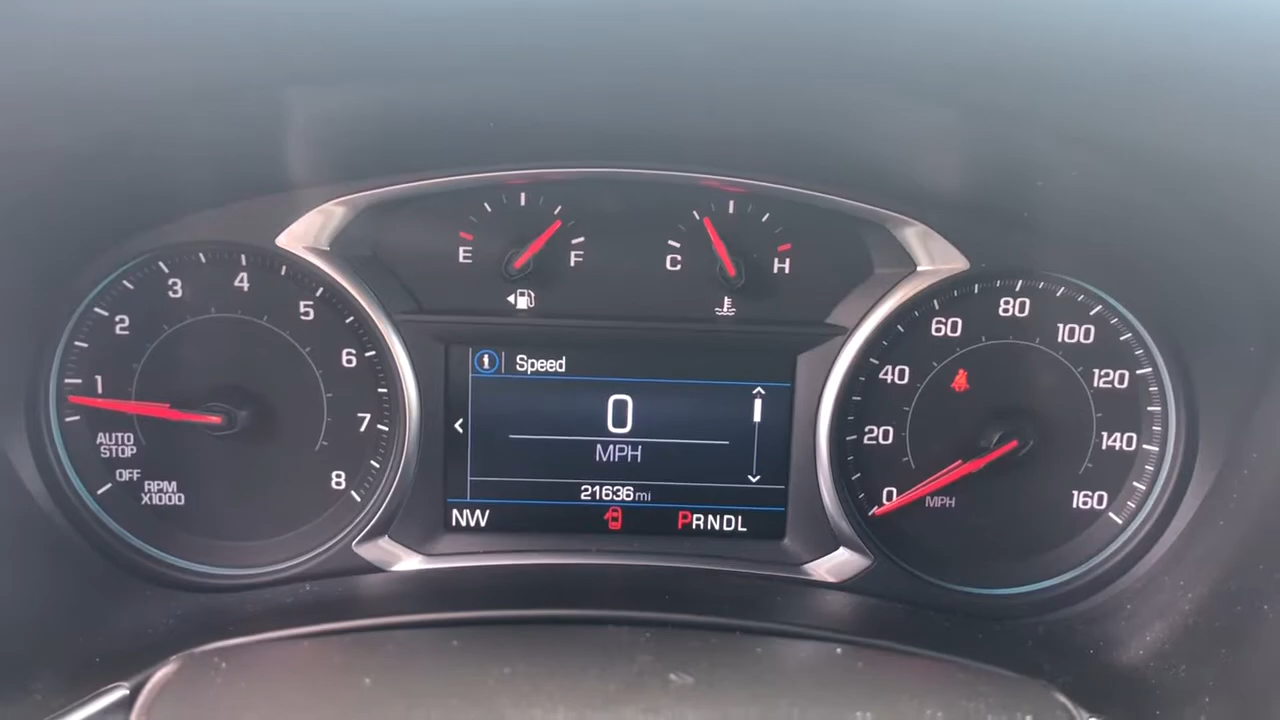 E F
C H
1 2 3 4 5 6 7 8
AUTO
STOP
OFF
RPM
X1000
i Speed
0
MPH
21636 mi
NW PRNDL
0 20 40 60 80 100 120 140 160
MPH